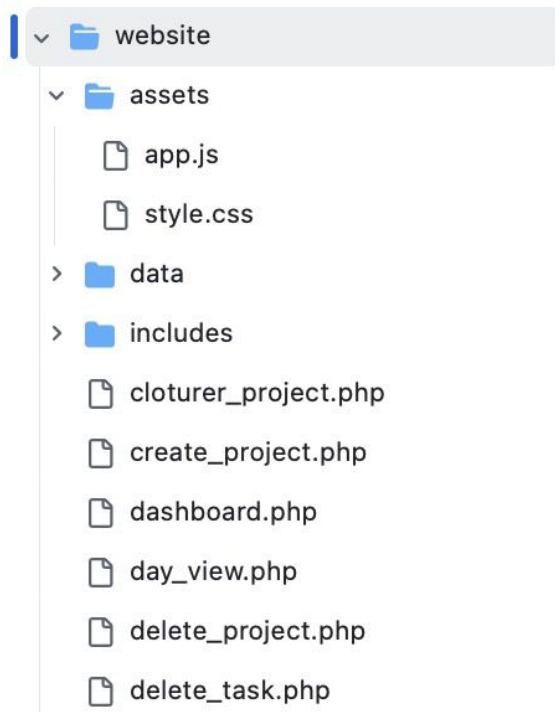 website
assets
app.js
style.css
data
includes
cloturer_project.php
create_project.php
dashboard.php
day_view.php
delete_project.php
delete_task.php